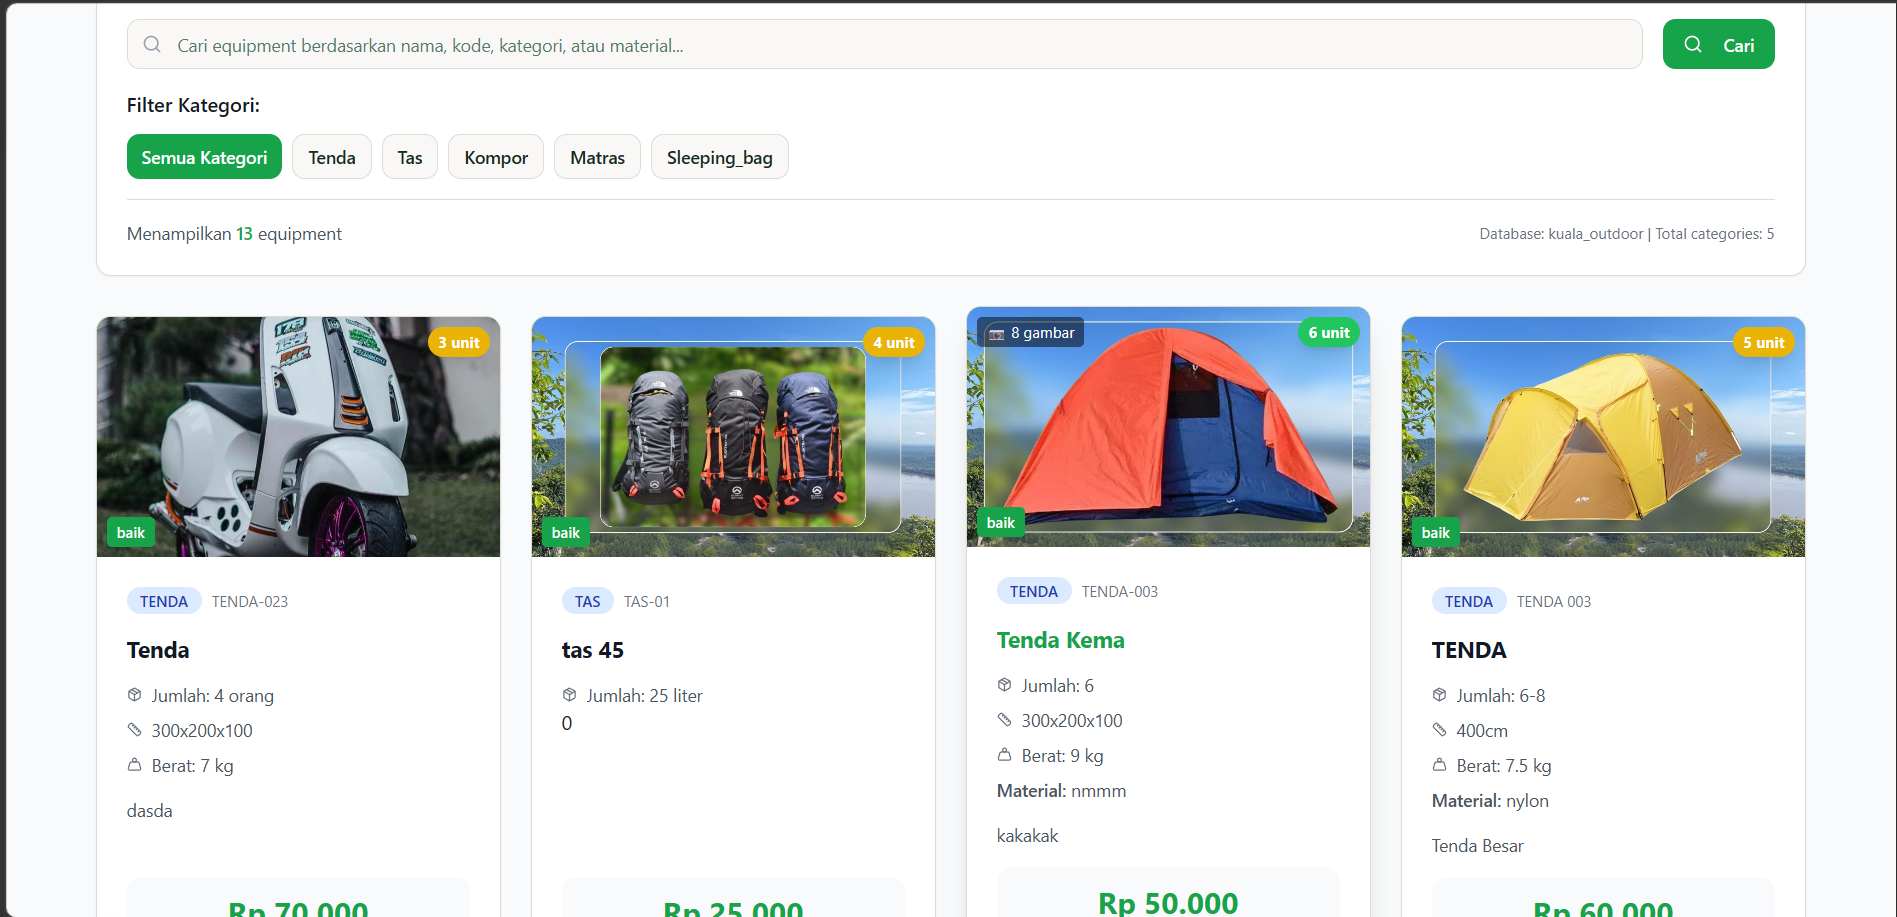 Cari equipment berdasarkan nama, kode, kategori, atau material...
Cari
Filter Kategori:
Semua Kategori
Tenda
Tas
Kompor
Matras
Sleeping_bag
Menampilkan 13 equipment
Database: kuala_outdoor | Total categories: 5
3 unit
baik
TENDA TENDA-023
Tenda
Jumlah: 4 orang
300x200x100
Berat: 7 kg
dasda
Rp 70.000
4 unit
baik
TAS TAS-01
tas 45
Jumlah: 25 liter
0
Rp 25.000
8 gambar
6 unit
baik
TENDA TENDA-003
Tenda Kema
Jumlah: 6
300x200x100
Berat: 9 kg
Material: nmmm
kakakak
Rp 50.000
5 unit
baik
TENDA TENDA 003
TENDA
Jumlah: 6-8
400cm
Berat: 7.5 kg
Material: nylon
Tenda Besar
Rp 60.000